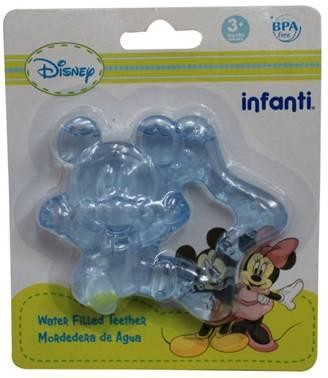 Disney
3+
BPA
free
infanti
Water Filled Teether
Mordedera de Agua